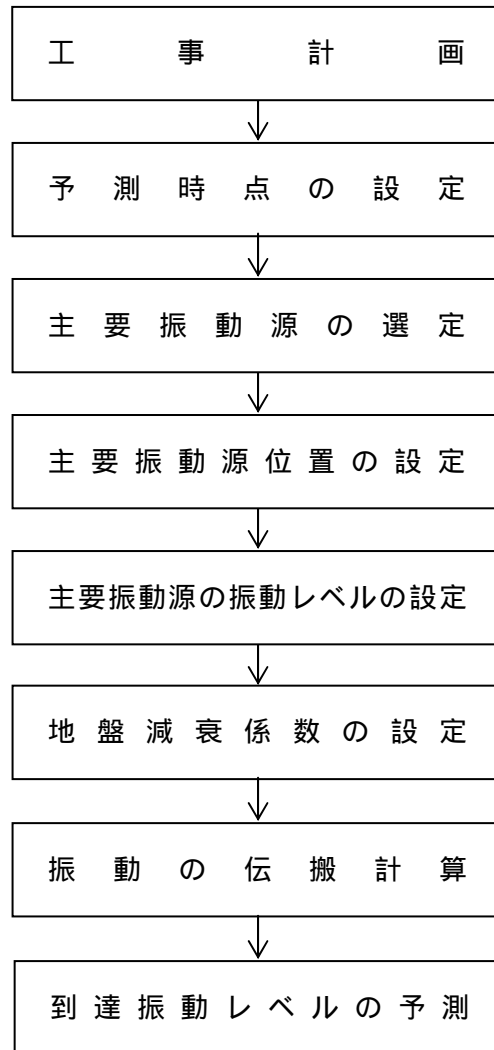 工事計画
予測時点の設定
主要振動源の選定
主要振動源位置の設定
主要振動源の振動レベルの設定
地盤減衰係数の設定
振動の伝搬計算
到達振動レベルの予測